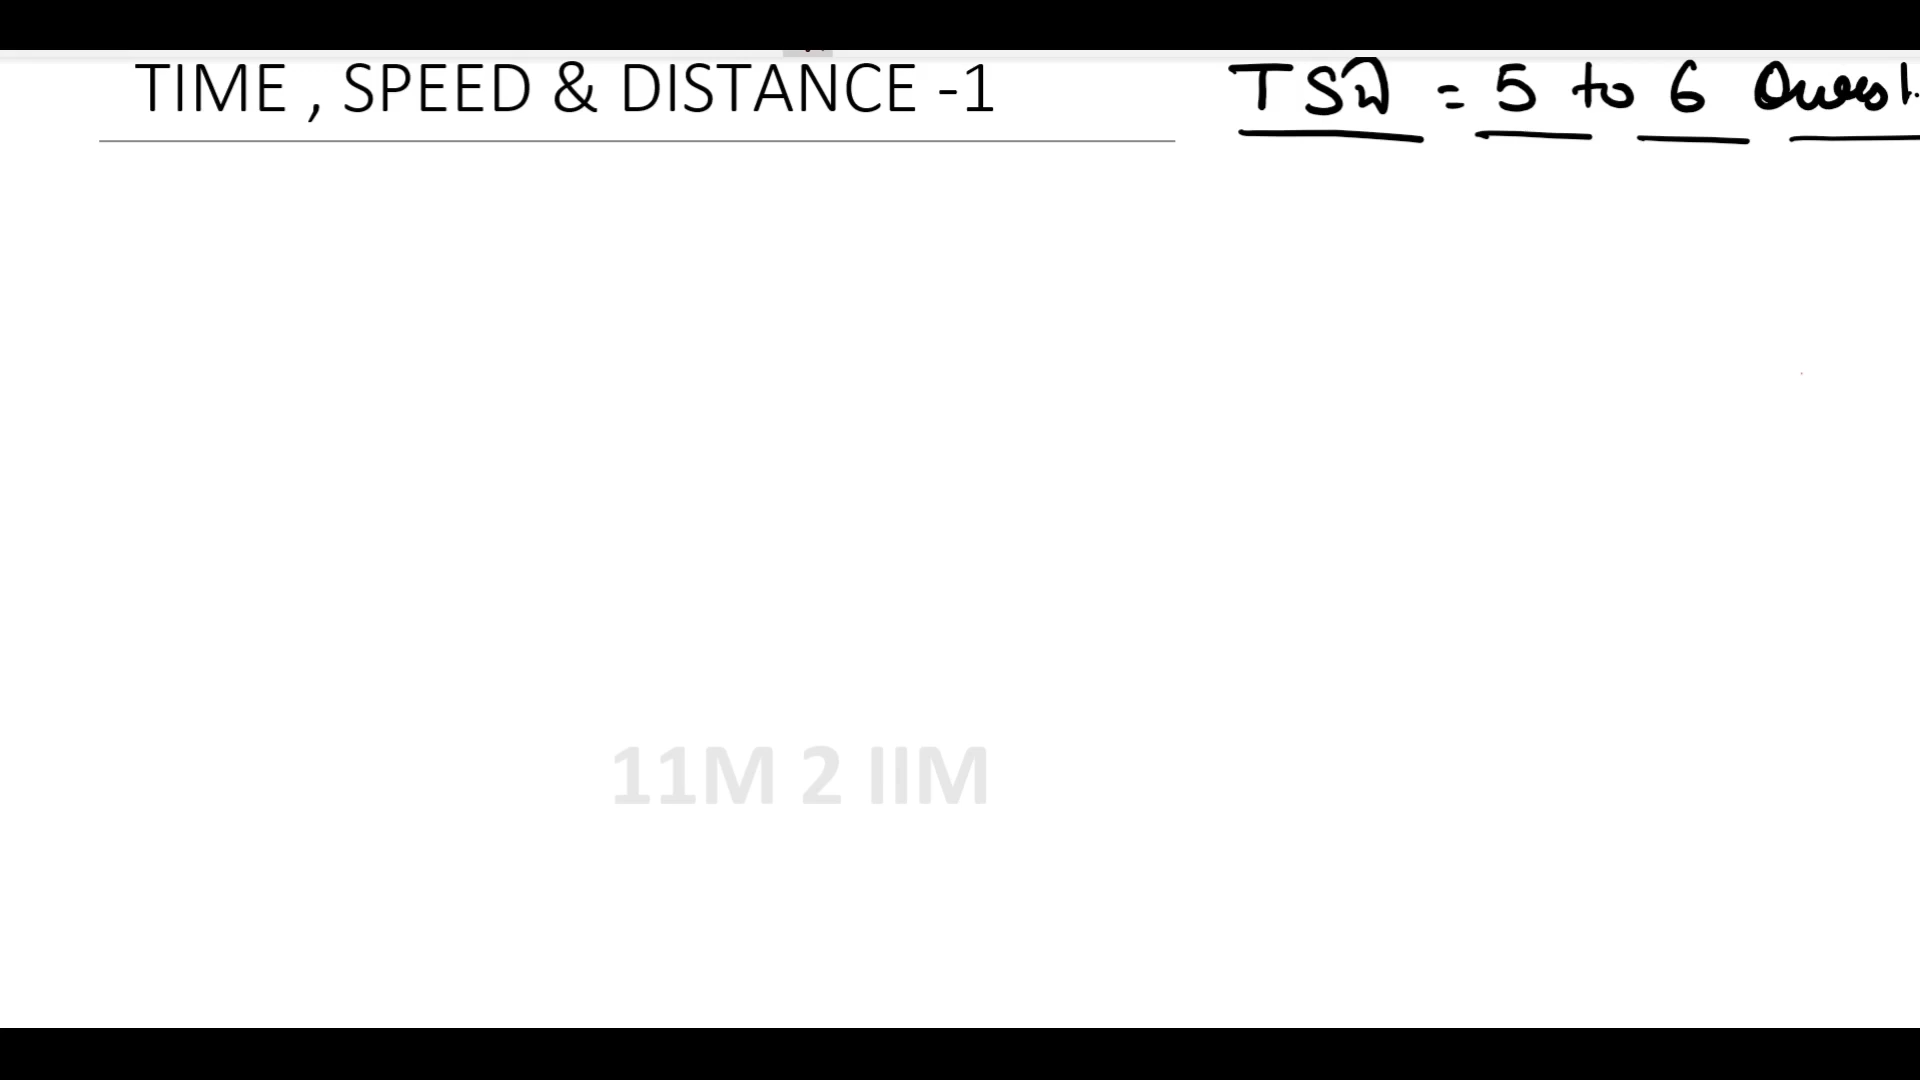 TIME , SPEED & DISTANCE -1
TSD = 5 to 6 Quest.
11M 2 IIM